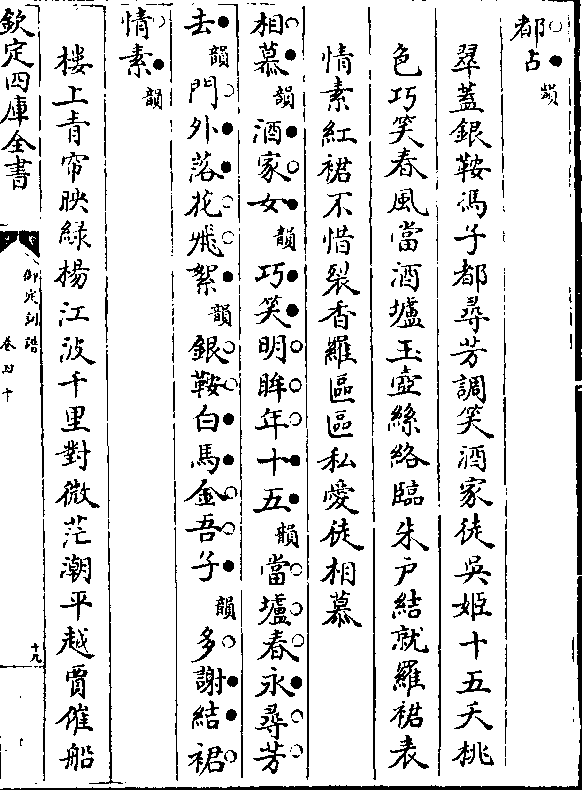 都占韻
翠蓋銀鞍馮子都尋芳調笑酒家徒吳姬十五夭桃
色巧笑春風當酒壚玉壺絲絡臨朱戶結就羅裙表
情素紅裙不惜裂香羅區區私愛徒相慕
相慕韻酒家女韻巧笑明眸年十五韻當壚春永尋芳
去韻門外落花飛絮韻銀鞍白馬金吾子韻多謝結裙
情素韻
樓上青帘映綠楊江波千里對微茫潮平越賈催船
欽定四庫全書
御定詞譜
卷四十
十九